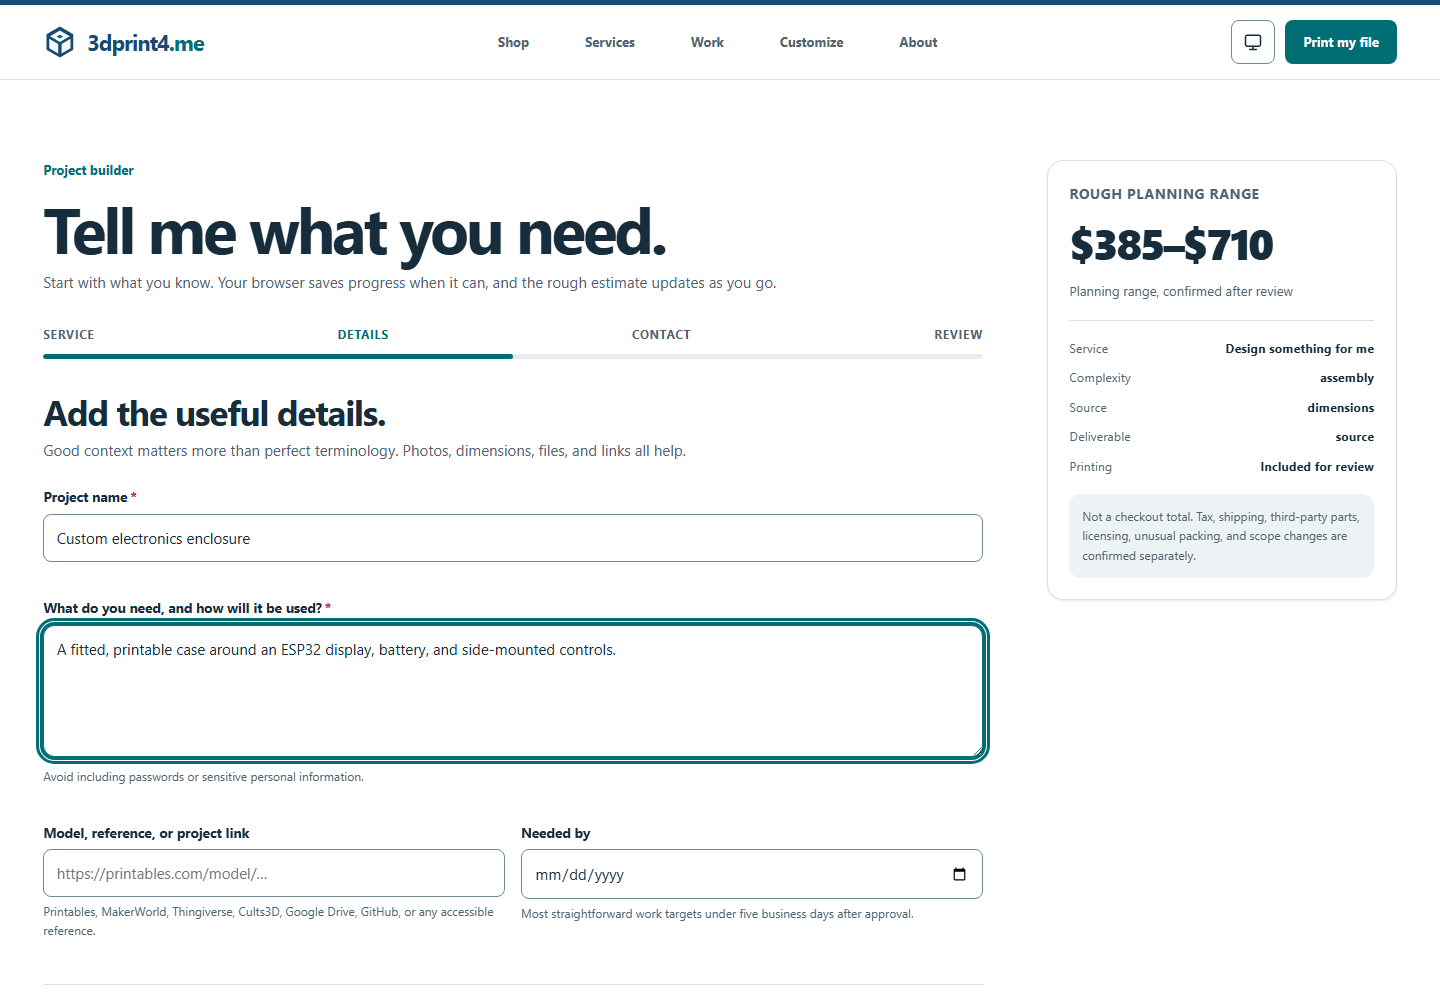 3dprint4.me
Shop
Services
Work
Customize
About
Print my file
Project builder
Tell me what you need.
Start with what you know. Your browser saves progress when it can, and the rough estimate updates as you go.
SERVICE
DETAILS
CONTACT
REVIEW
Add the useful details.
Good context matters more than perfect terminology. Photos, dimensions, files, and links all help.
Project name *
Custom electronics enclosure
What do you need, and how will it be used? *
A fitted, printable case around an ESP32 display, battery, and side-mounted controls.
Avoid including passwords or sensitive personal information.
Model, reference, or project link
https://printables.com/model/...
Printables, MakerWorld, Thingiverse, Cults3D, Google Drive, GitHub, or any accessible
reference.
Needed by
mm/dd/yyyy
Most straightforward work targets under five business days after approval.
ROUGH PLANNING RANGE
$385–$710
Planning range, confirmed after review
Service
Design something for me
Complexity
assembly
Source
dimensions
Deliverable
source
Printing
Included for review
Not a checkout total. Tax, shipping, third-party parts,
licensing, unusual packing, and scope changes are
confirmed separately.